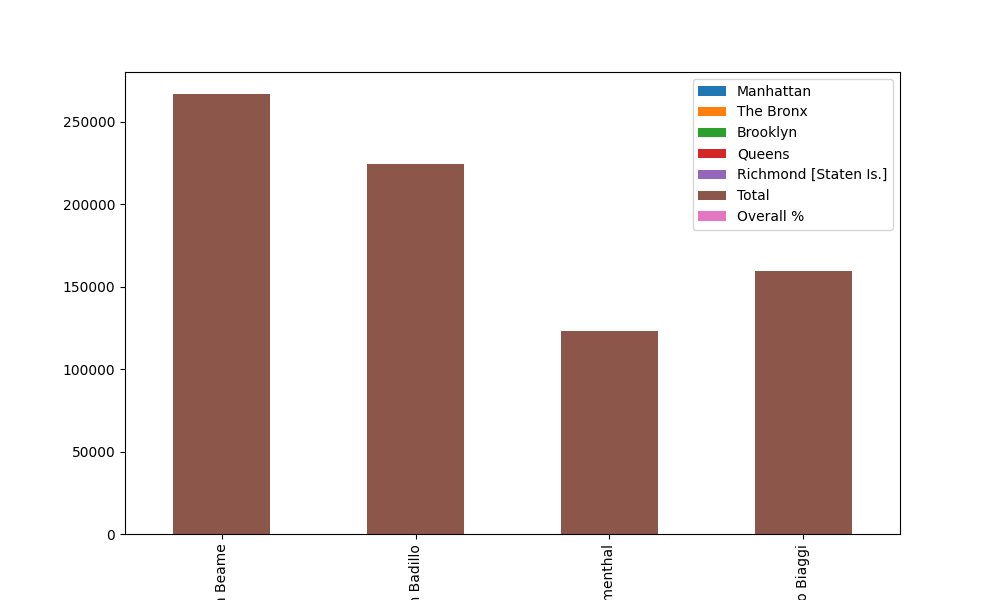 250000
200000
150000
100000
50000
0
Manhattan
The Bronx
Brooklyn
Queens
Richmond [Staten Is.]
Total
Overall %
Beame
Badillo
menthal
Biaggi